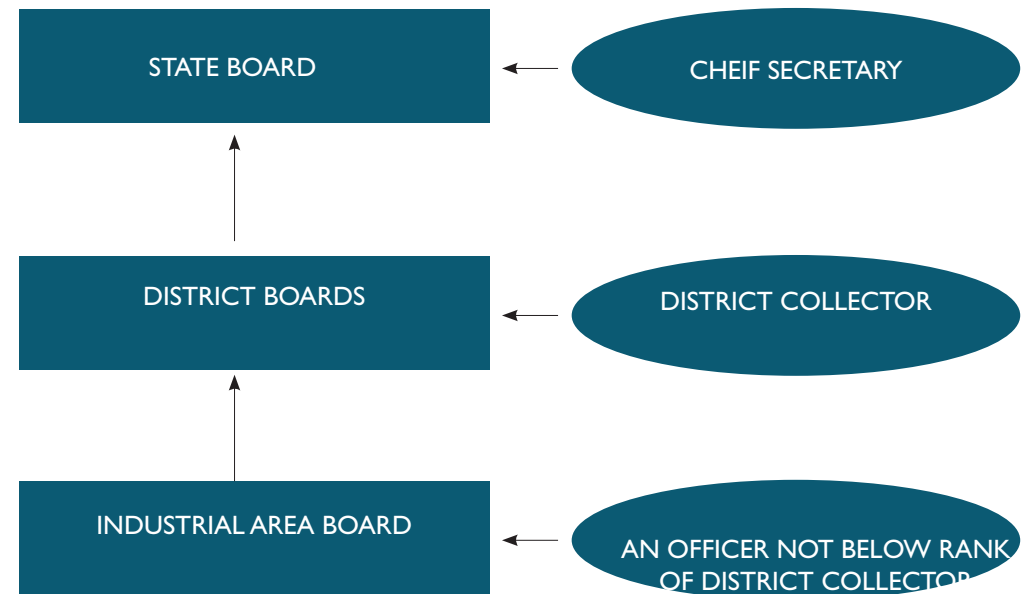 STATE BOARD
CHEIF SECRETARY
DISTRICT BOARDS
DISTRICT COLLECTOR
INDUSTRIAL AREA BOARD
AN OFFICER NOT BELOW RANK
OF DISTRICT COLLECTOR